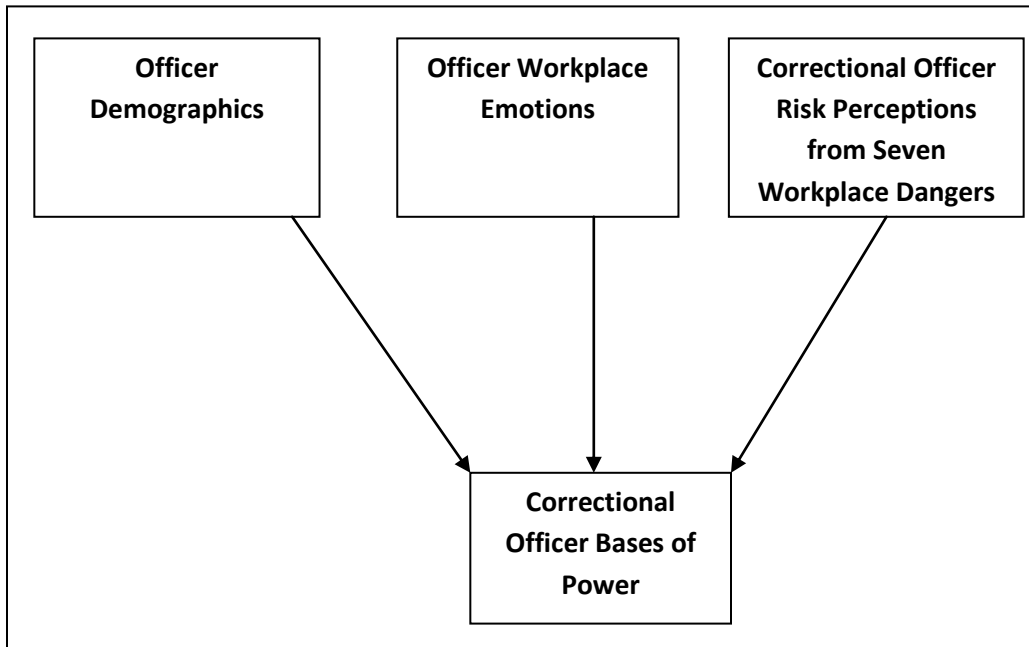 Officer
Demographics
Officer Workplace
Emotions
Correctional Officer
Risk Perceptions
from Seven
Workplace Dangers
Correctional
Officer Bases of
Power